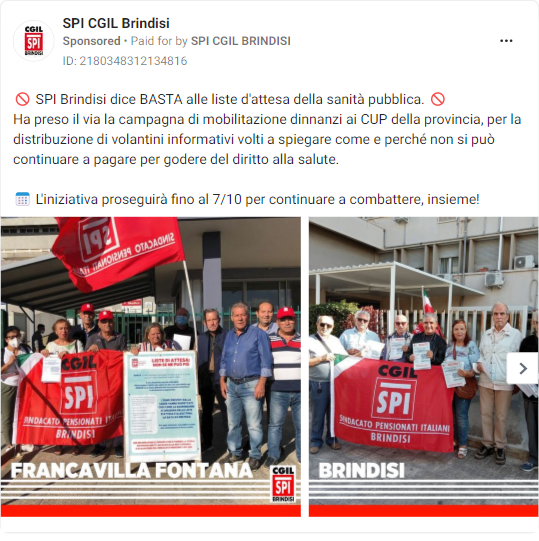 SPI CGIL Brindisi
Sponsored • Paid for by SPI CGIL BRINDISI
ID: 2180348312134816
🚫 SPI Brindisi dice BASTA alle liste d'attesa della sanità pubblica. 🚫
Ha preso il via la campagna di mobilitazione dinnanzi ai CUP della provincia, per la
distribuzione di volantini informativi volti a spiegare come e perché non si può
continuare a pagare per godere del diritto alla salute.
🗓️ L'iniziativa proseguirà fino al 7/10 per continuare a combattere, insieme!
CGIL
SPI
BRINDISI
SPI
SINDACATO PENSIONATI ITALIANI
CGIL
SPI
SINDACATO PENSIONATI
BRINDISI
LISTE DI ATTESA:
NON SE NE PUÒ PIÙ
FRANCAVILLA FONTANA
CGIL
SPI
BRINDISI
CGIL
SPI
SINDACATO PENSIONATI ITALIANI
BRINDISI
BRINDISI